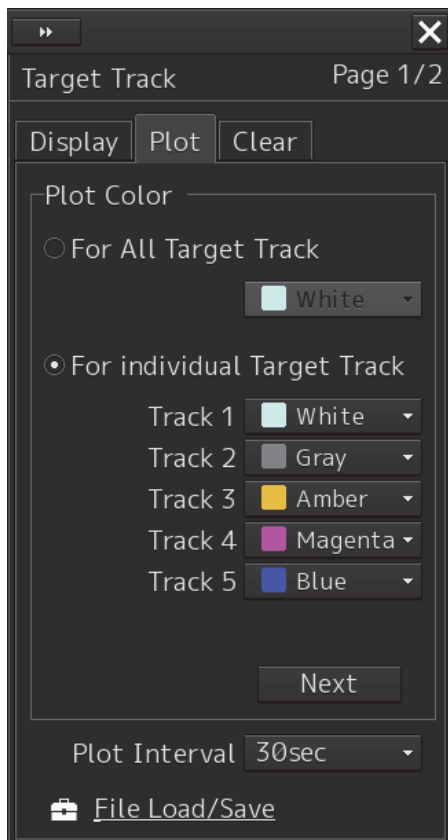 Target Track Page 1/2
Display Plot Clear
Plot Color
For All Target Track
White
For individual Target Track
Track 1 White
Track 2 Gray
Track 3 Amber
Track 4 Magenta
Track 5 Blue
Next
Plot Interval 30sec
File Load/Save